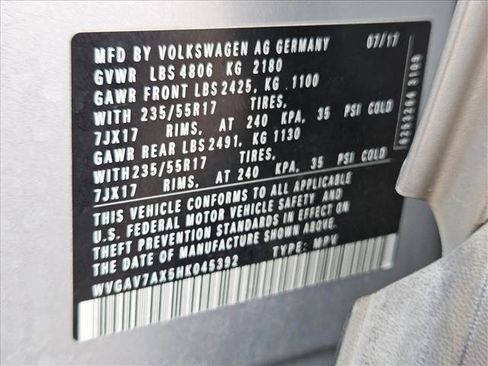 MFD BY VOLKSWAGEN AG GERMANY 07/17
GVWR LBS 4806 KG 2180
GAWR FRONT LBS 2425, KG 1100
WITH 235/55R17 TIRES,
7JX17 RIMS, AT 240 KPA, 35 PSI COLD
GAWR REAR LBS 2491, KG 1130
WITH 235/55R17 TIRES,
7JX17 RIMS, AT 240 KPA, 35 PSI COLD
THIS VEHICLE CONFORMS TO ALL APPLICABLE
U.S. FEDERAL MOTOR VEHICLE SAFETY AND
THEFT PREVENTION STANDARDS IN EFFECT ON
THE DATE OF MANUFACTURE SHOWN ABOVE.
WVGAV7AX5HK045392 TYPE: MPV